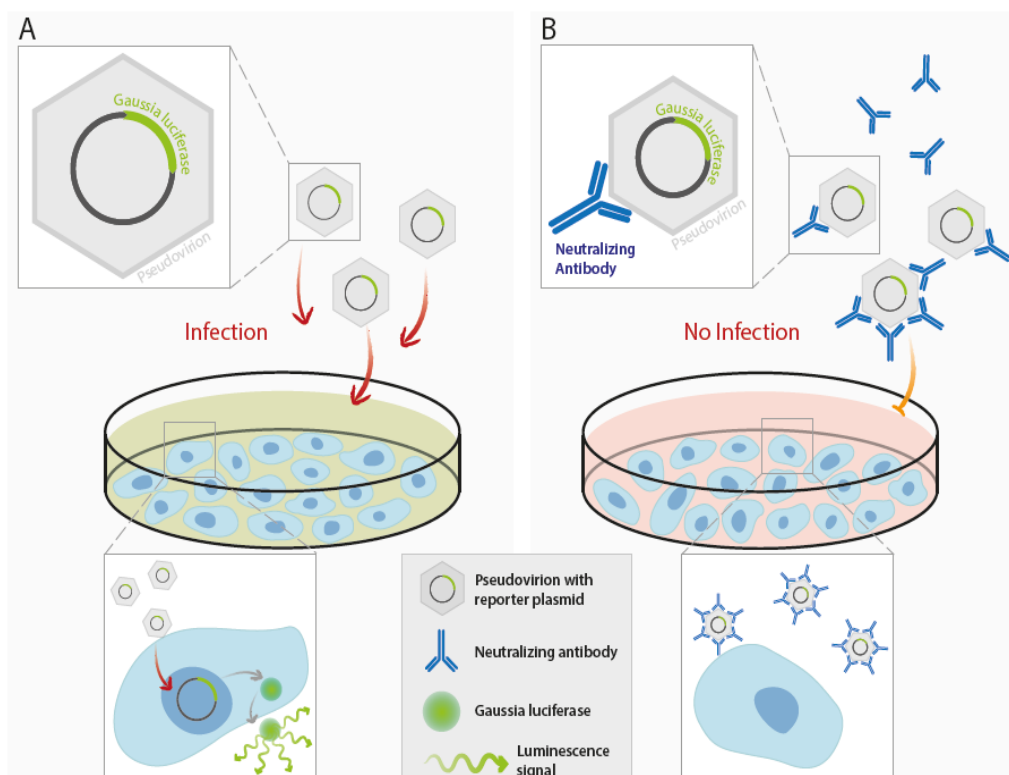 A
Gaussia luciferase
Pseudovirion
Infection
B
Gaussia luciferase
Pseudovirion
Neutralizing
Antibody
No Infection
Pseudovirion with
reporter plasmid
Neutralizing antibody
Gaussia luciferase
Luminescence
signal